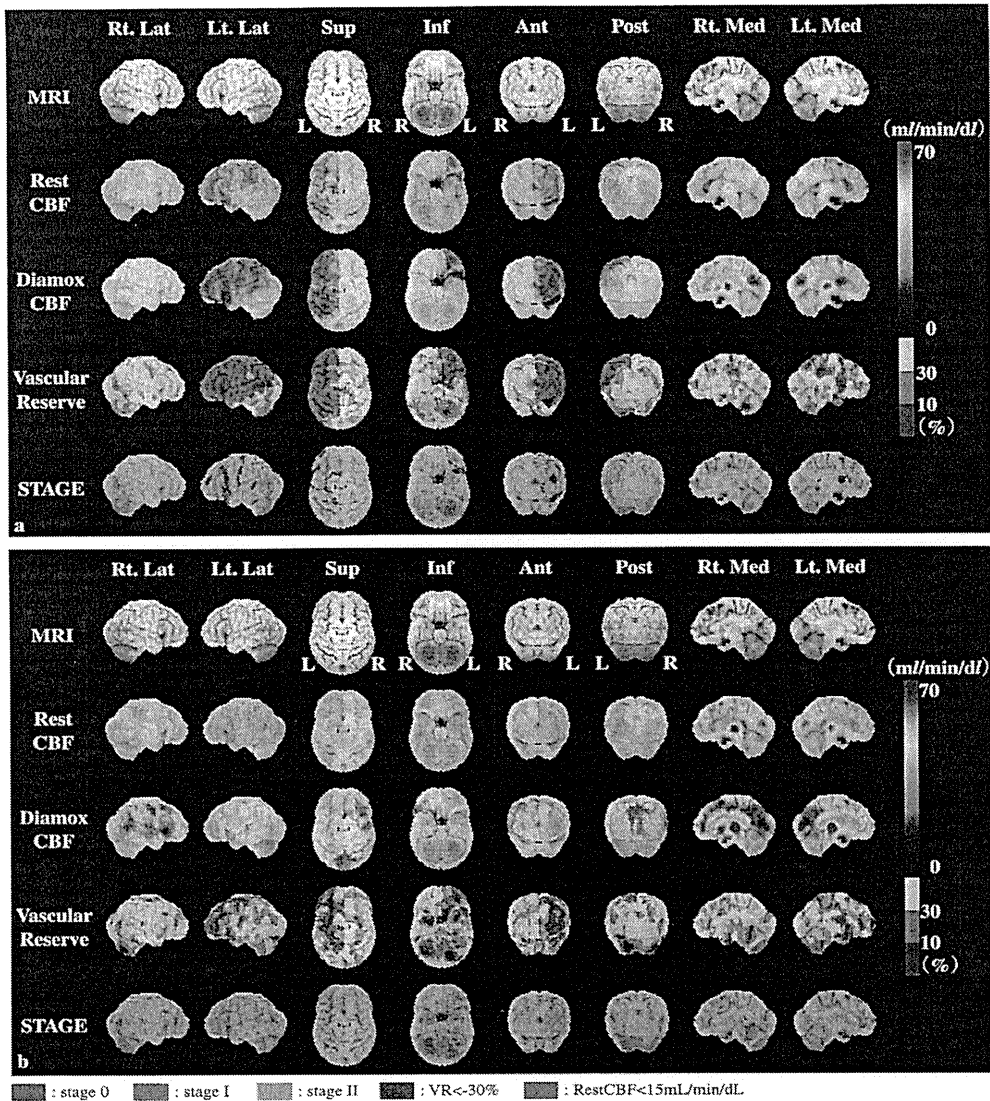 Rt. Lat Lt. Lat Sup Inf Ant Post Rt. Med Lt. Med
MRI
L R R L R L L R
(ml/min/dl)
70
Rest
CBF
Diamox
CBF
0
Vascular
Reserve
30
10
(%)
STAGE
a
Rt. Lat Lt. Lat Sup Inf Ant Post Rt. Med Lt. Med
MRI
L R R L R L L R
(ml/min/dl)
70
Rest
CBF
Diamox
CBF
0
Vascular
Reserve
30
10
(%)
STAGE
b
: stage 0 : stage I : stage II : VR<-30% : RestCBF<15mL/min/dL